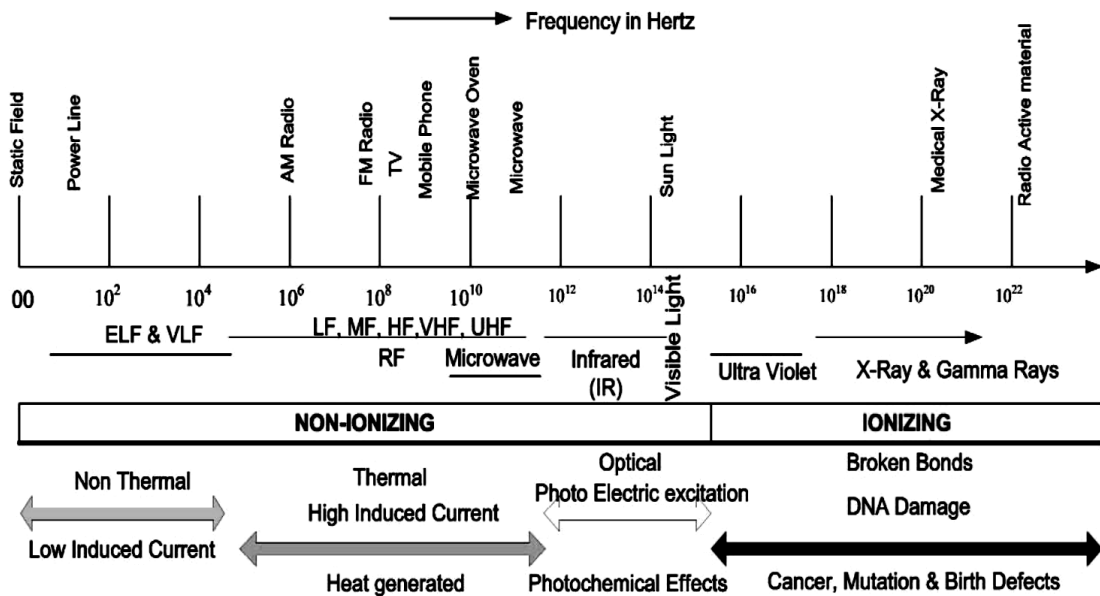 Frequency in Hertz
Static Field
Power Line
AM Radio
FM Radio
TV
Mobile Phone
Microwave Oven
Microwave
Sun Light
Medical X-Ray
Radio Active material
00
10²
10⁴
10⁶
10⁸
10¹⁰
10¹²
10¹⁴
10¹⁶
10¹⁸
10²⁰
10²²
ELF & VLF
LF, MF, HF,VHF, UHF
RF
Microwave
Infrared
(IR)
Visible Light
Ultra Violet
X-Ray & Gamma Rays
NON-IONIZING
IONIZING
Non Thermal
Low Induced Current
Thermal
High Induced Current
Heat generated
Optical
Photo Electric excitation
Photochemical Effects
Broken Bonds
DNA Damage
Cancer, Mutation & Birth Defects